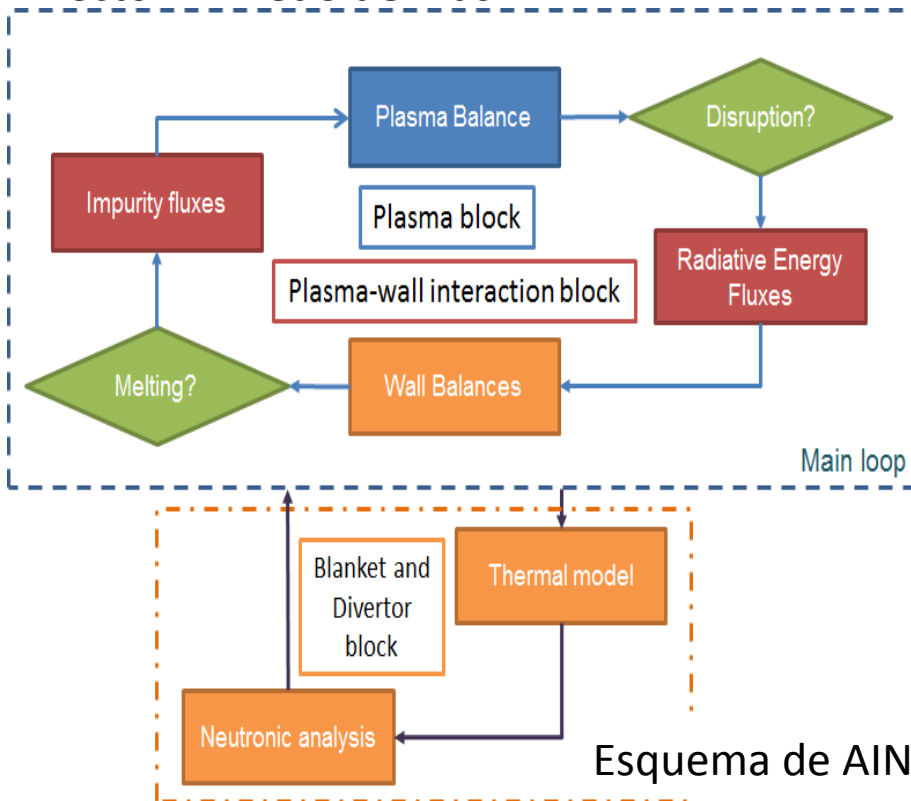 Plasma Balance
Disruption?
Impurity fluxes
Plasma block
Radiative Energy
Fluxes
Plasma-wall interaction block
Melting?
Wall Balances
Main loop
Blanket and
Divertor
block
Thermal model
Neutronic analysis
Esquema de AIN